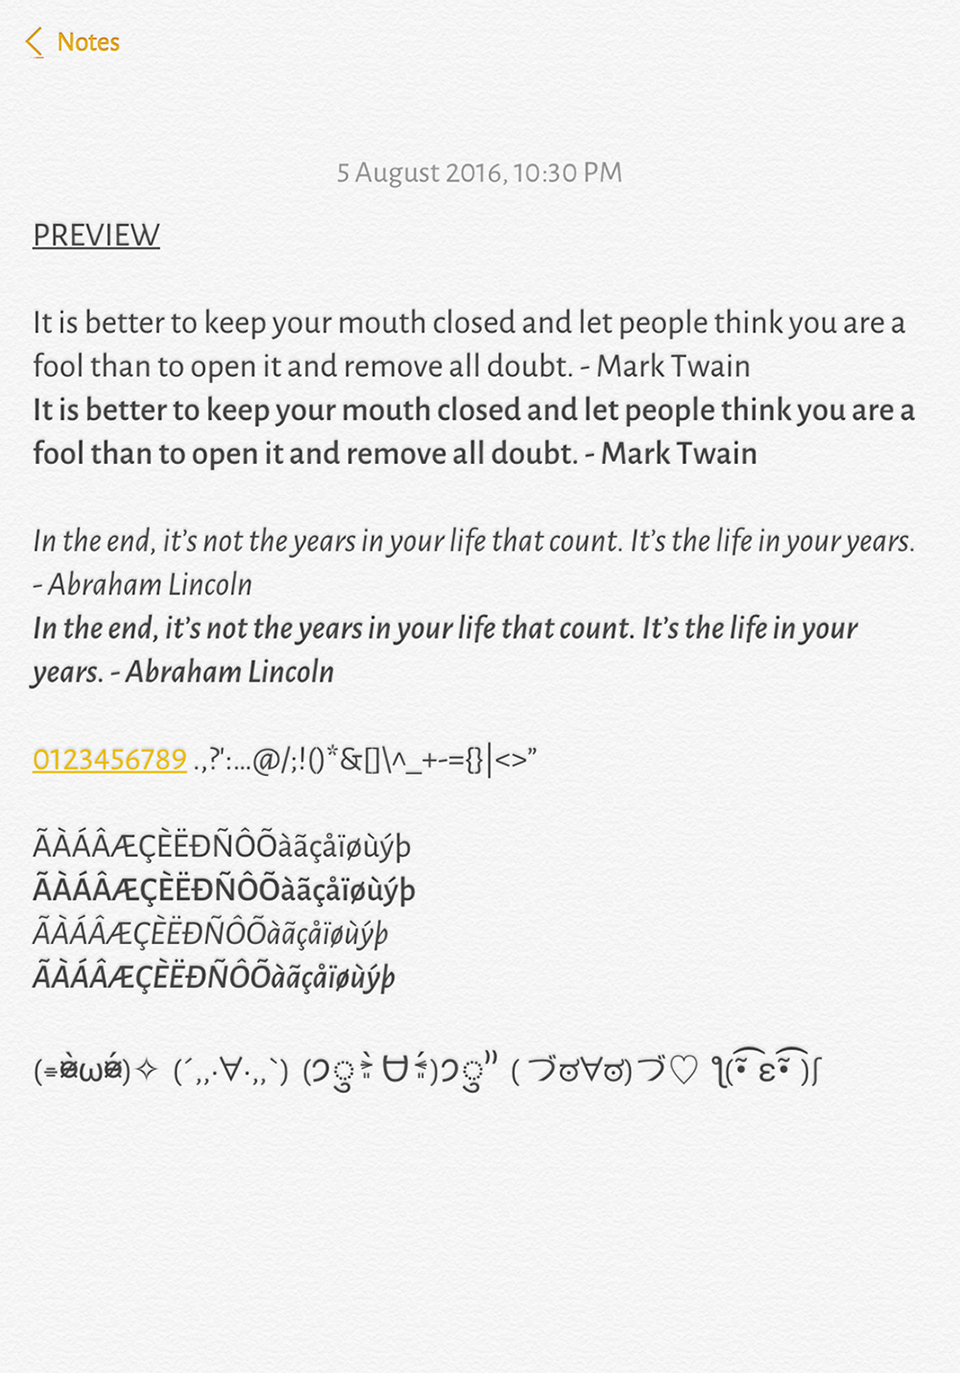 Notes
5 August 2016, 10:30 PM
PREVIEW
It is better to keep your mouth closed and let people think you are a
fool than to open it and remove all doubt. - Mark Twain
It is better to keep your mouth closed and let people think you are a
fool than to open it and remove all doubt. - Mark Twain
In the end, it’s not the years in your life that count. It’s the life in your years.
- Abraham Lincoln
In the end, it’s not the years in your life that count. It’s the life in your
years. - Abraham Lincoln
0123456789 .,?':...@/;!()*&[]\^_+-={}|<>”
ÃÀÁÂÆÇÈËÐÑÔÕàãçåïøùýþ
ÃÀÁÂÆÇÈËÐÑÔÕàãçåïøùýþ
ÃÀÁÂÆÇÈËÐÑÔÕàãçåïøùýþ
ÃÀÁÂÆÇÈËÐÑÔÕàãçåïøùýþ
(´,,·∀·,,`) (づಠ∀ಠ)づ♡